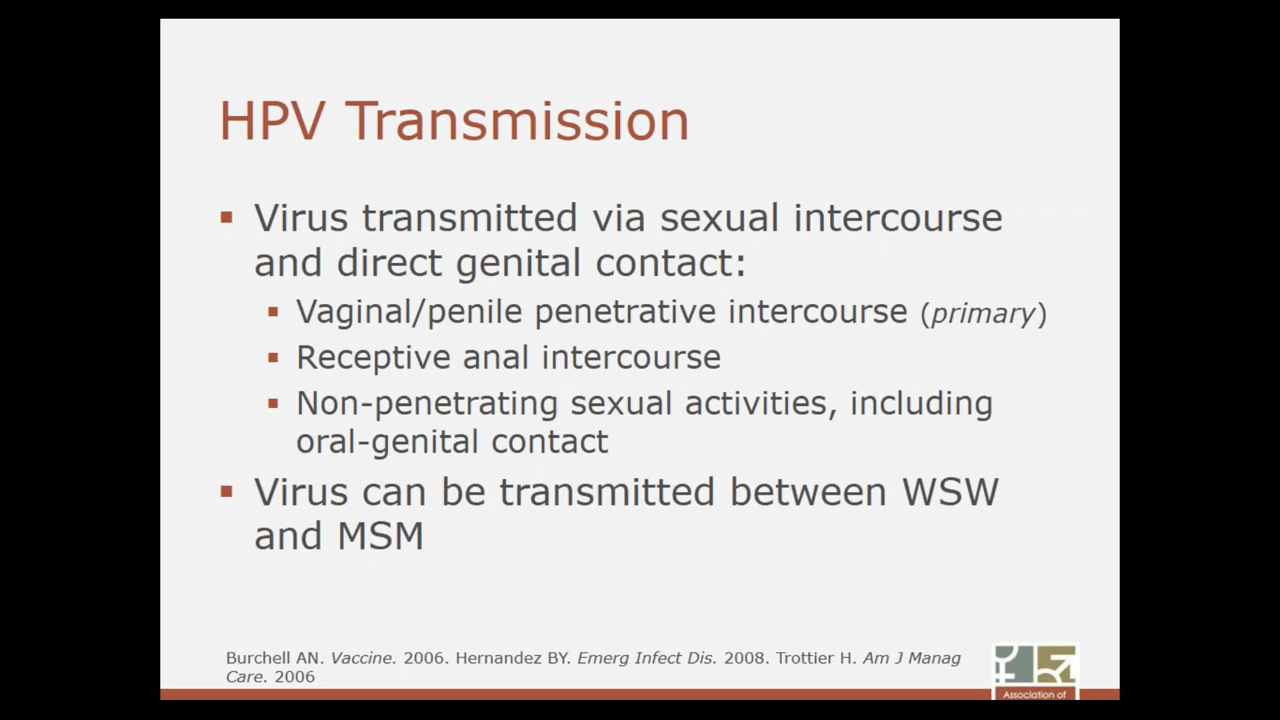 HPV Transmission
Virus transmitted via sexual intercourse
and direct genital contact:
Vaginal/penile penetrative intercourse (primary)
Receptive anal intercourse
Non-penetrating sexual activities, including
oral-genital contact
Virus can be transmitted between WSW
and MSM
Burchell AN. Vaccine. 2006. Hernandez BY. Emerg Infect Dis. 2008. Trottier H. Am J Manag
Care. 2006
Association of